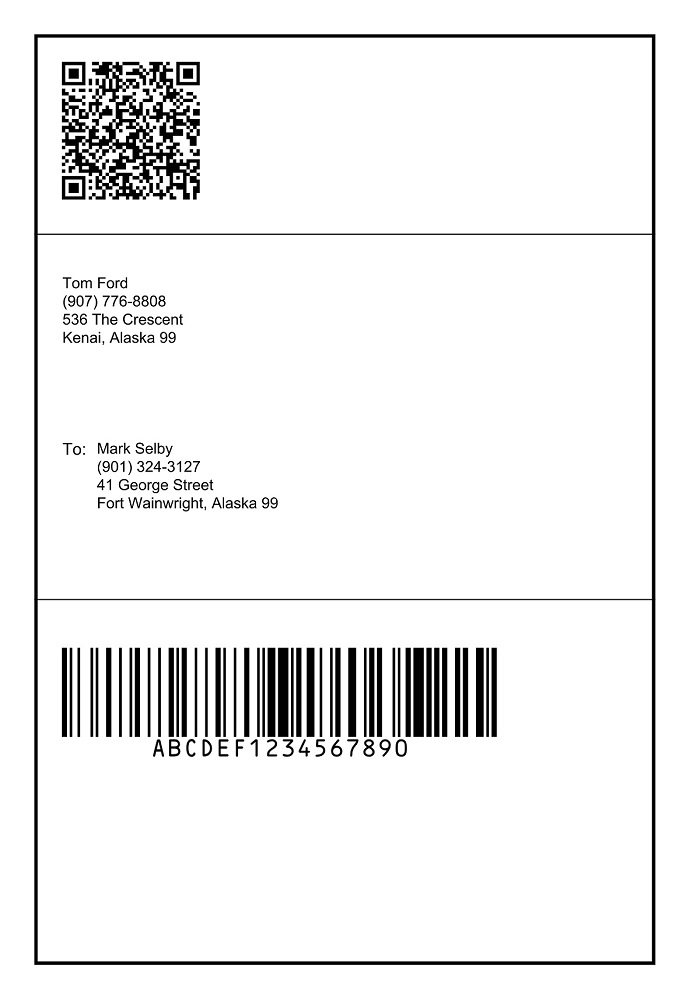 Tom Ford
(907) 776-8808
536 The Crescent
Kenai, Alaska 99
To: Mark Selby
(901) 324-3127
41 George Street
Fort Wainwright, Alaska 99
ABCDEF1234567890